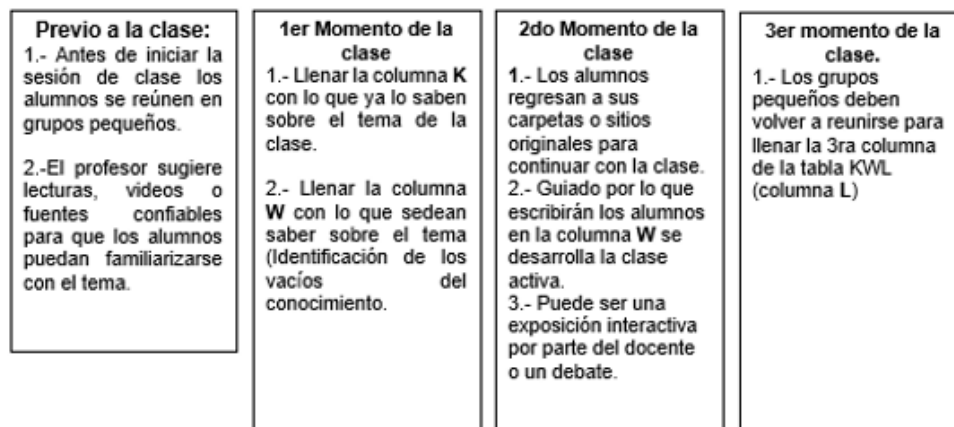 Previo a la clase:
1.- Antes de iniciar la
sesión de clase los
alumnos se reúnen en
grupos pequeños.
2.-El profesor sugiere
lecturas, videos o
fuentes confiables
para que los alumnos
puedan familiarizarse
con el tema.
1er Momento de la
clase
1.- Llenar la columna K
con lo que ya lo saben
sobre el tema de la
clase.
2.- Llenar la columna
W con lo que sedean
saber sobre el tema
(Identificación de los
vacíos del
conocimiento.
2do Momento de la
clase
1.- Los alumnos
regresan a sus
carpetas o sitios
originales para
continuar con la clase.
2.- Guiado por lo que
escribirán los alumnos
en la columna W se
desarrolla la clase
activa.
3.- Puede ser una
exposición interactiva
por parte del docente
o un debate.
3er momento de la
clase.
1.- Los grupos
pequeños deben
volver a reunirse para
llenar la 3ra columna
de la tabla KWL
(columna L)